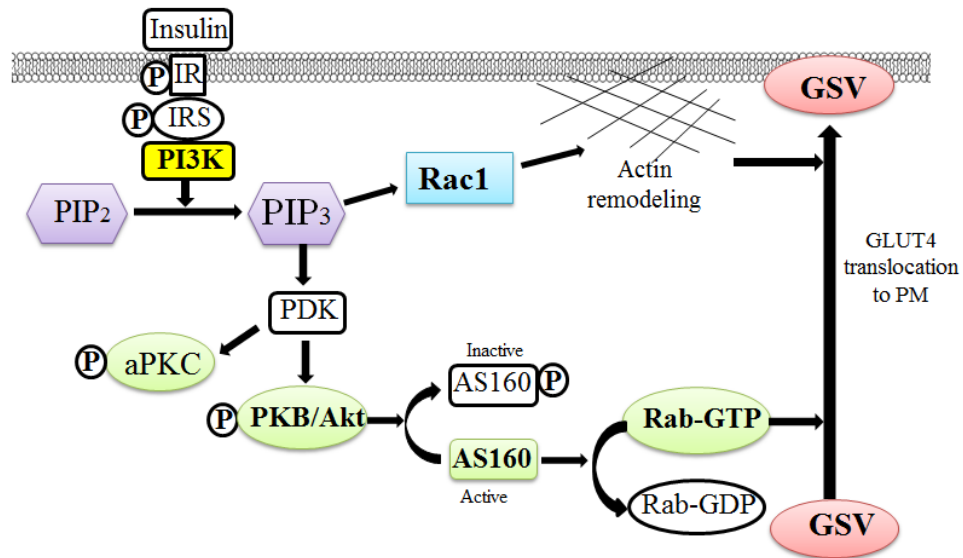 Insulin
P
IR
GSV
P
IRS
PI3K
Rac1
Actin
remodeling
PIP2
PIP3
GLUT4
translocation
to PM
PDK
P
aPKC
Inactive
AS160
P
P
PKB/Akt
Rab-GTP
AS160
Active
Rab-GDP
GSV